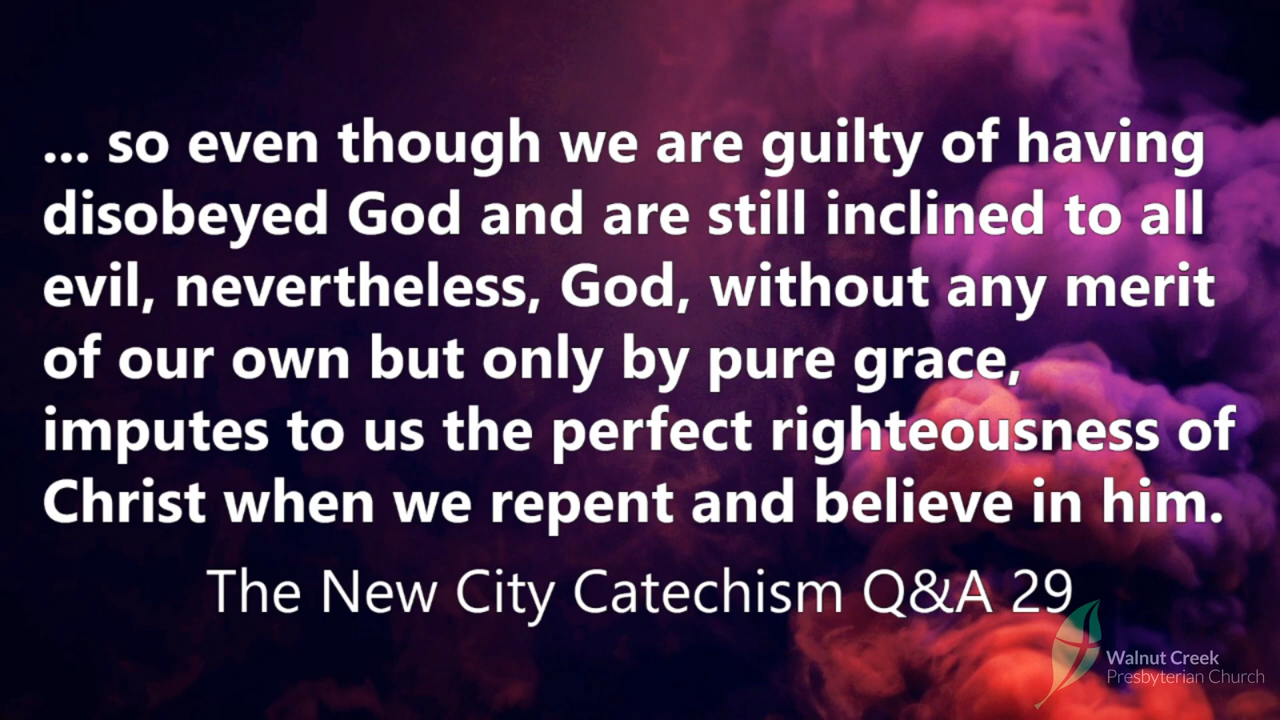 ... so even though we are guilty of having
disobeyed God and are still inclined to all
evil, nevertheless, God, without any merit
of our own but only by pure grace,
imputes to us the perfect righteousness of
Christ when we repent and believe in him.
The New City Catechism Q&A 29
Walnut Creek
Presbyterian Church